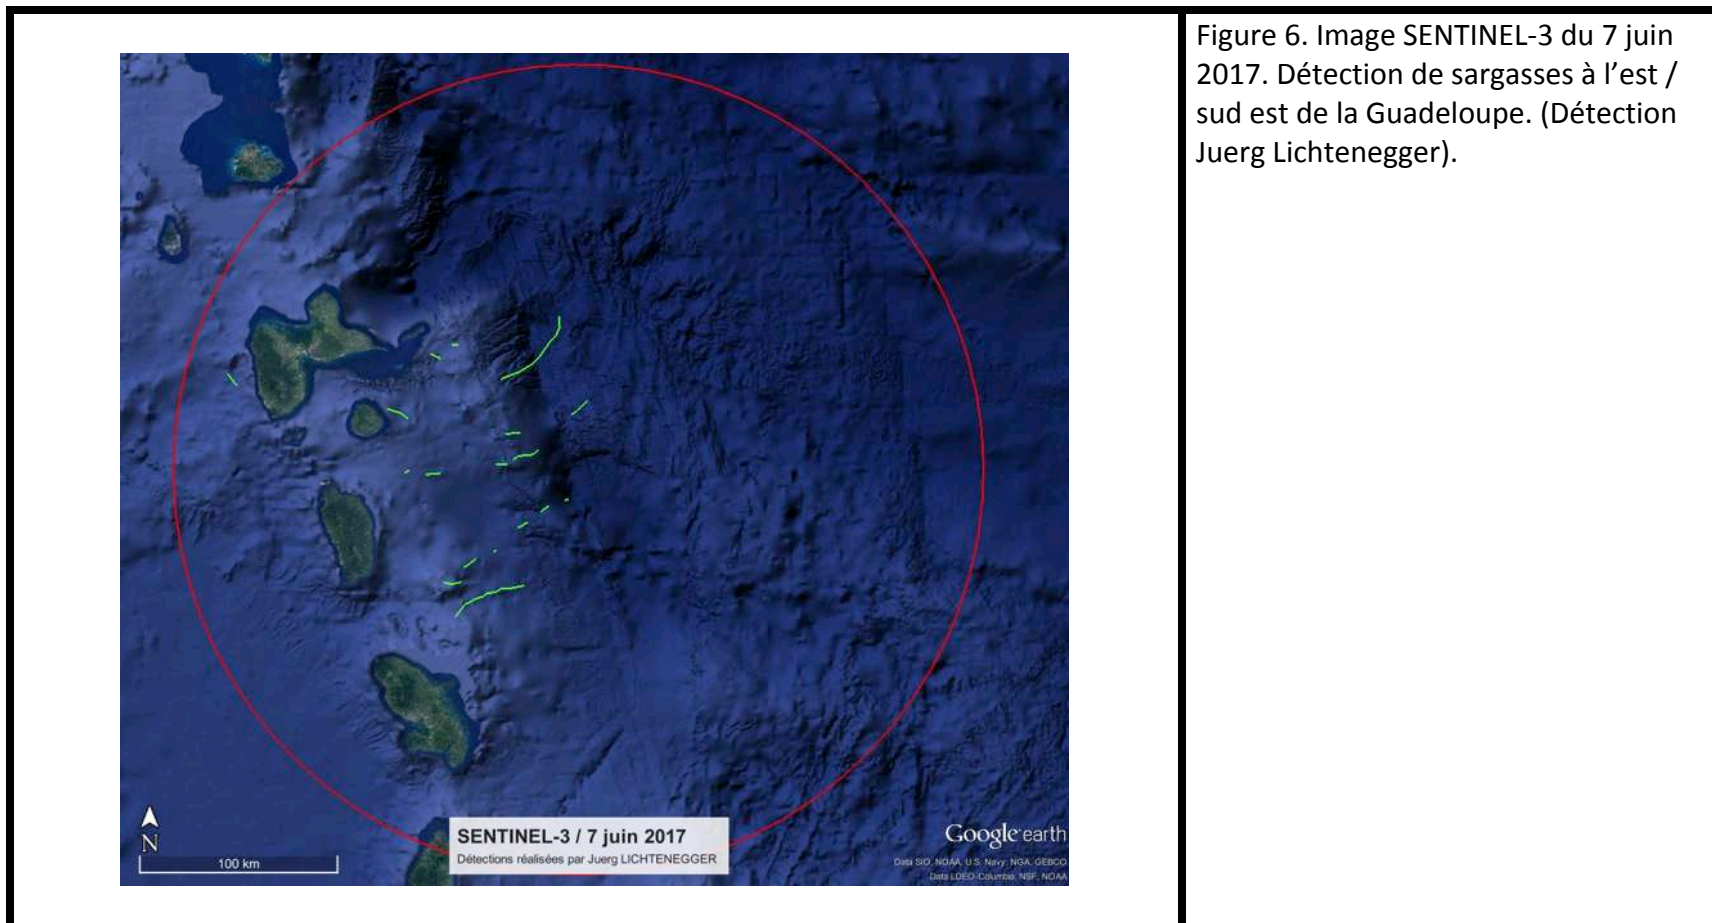 Figure 6. Image SENTINEL-3 du 7 juin
2017. Détection de sargasses à l’est /
sud est de la Guadeloupe. (Détection
Juerg Lichtenegger).
SENTINEL-3 / 7 juin 2017
Détections réalisées par Juerg LICHTENEGGER
N
100 km
Google earth
Data SIO, NOAA, U.S. Navy, NGA, GEBCO
Data LDEO-Columbia, NSF, NOAA